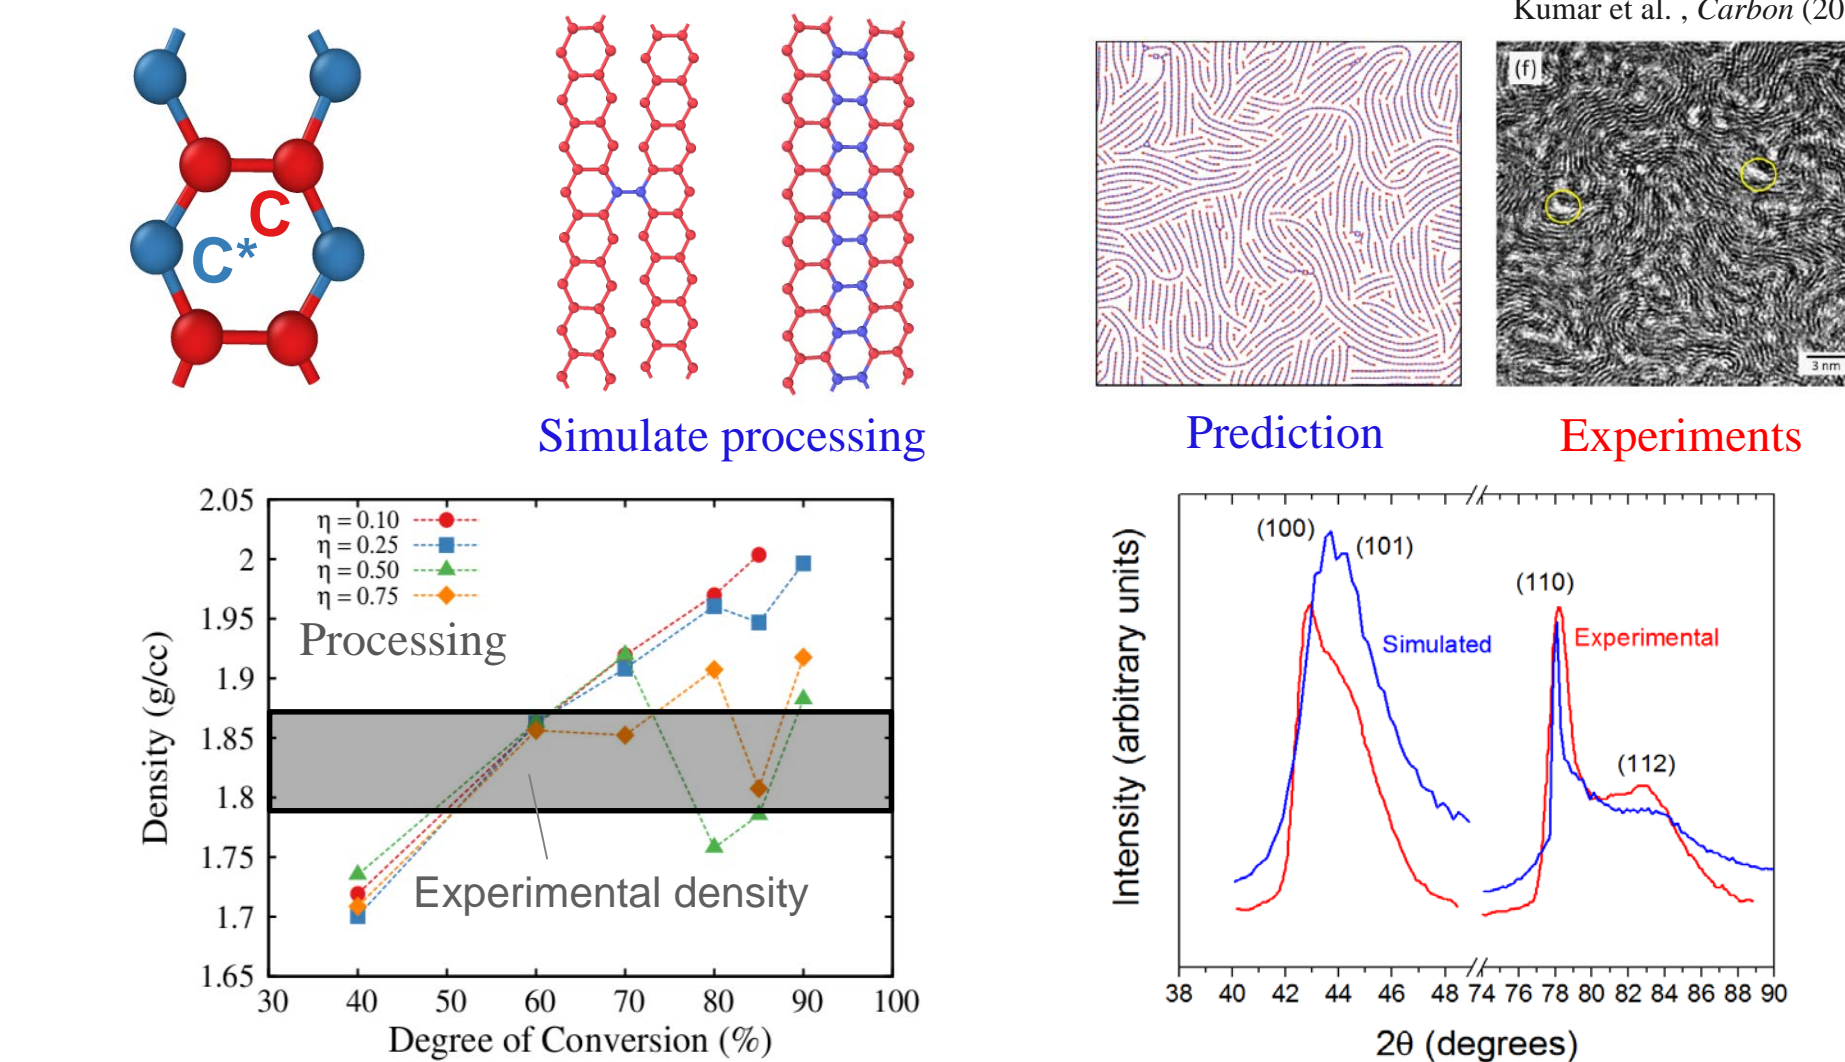 Kumar et al. , Carbon (20
C
C*
(f)
3 nm
Simulate processing
Prediction
Experiments
2.05
2
1.95
1.9
1.85
1.8
1.75
1.7
1.65
Density (g/cc)
η = 0.10
η = 0.25
η = 0.50
η = 0.75
Processing
Experimental density
30 40 50 60 70 80 90 100
Degree of Conversion (%)
Intensity (arbitrary units)
(100)
(101)
(110)
(112)
Simulated
Experimental
38 40 42 44 46 48 74 76 78 80 82 84 86 88 90
2θ (degrees)